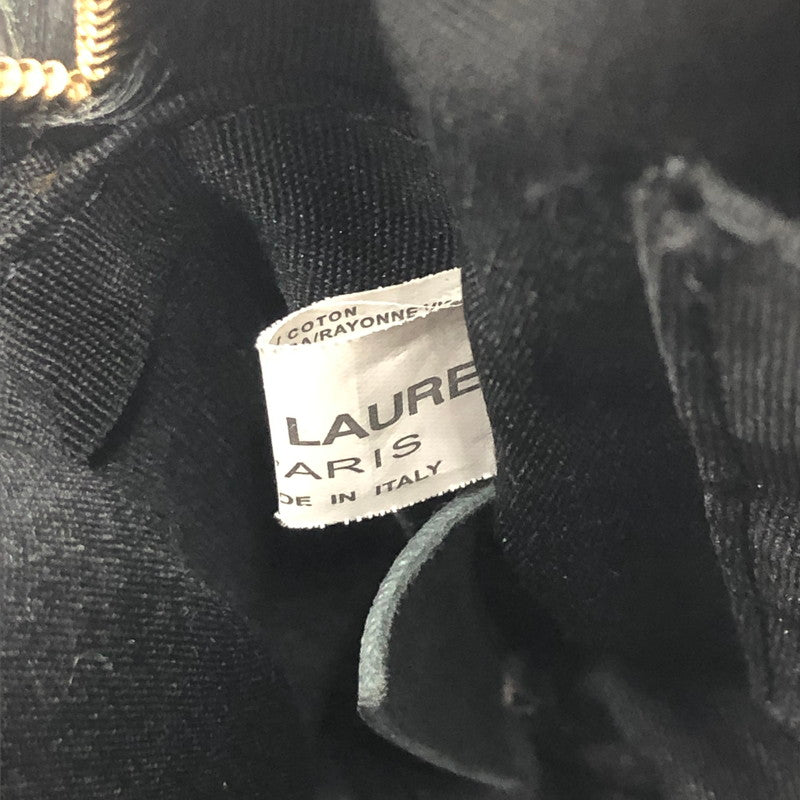 COTON
/RAYONNE
LAURE
ARIS
DE IN ITALY